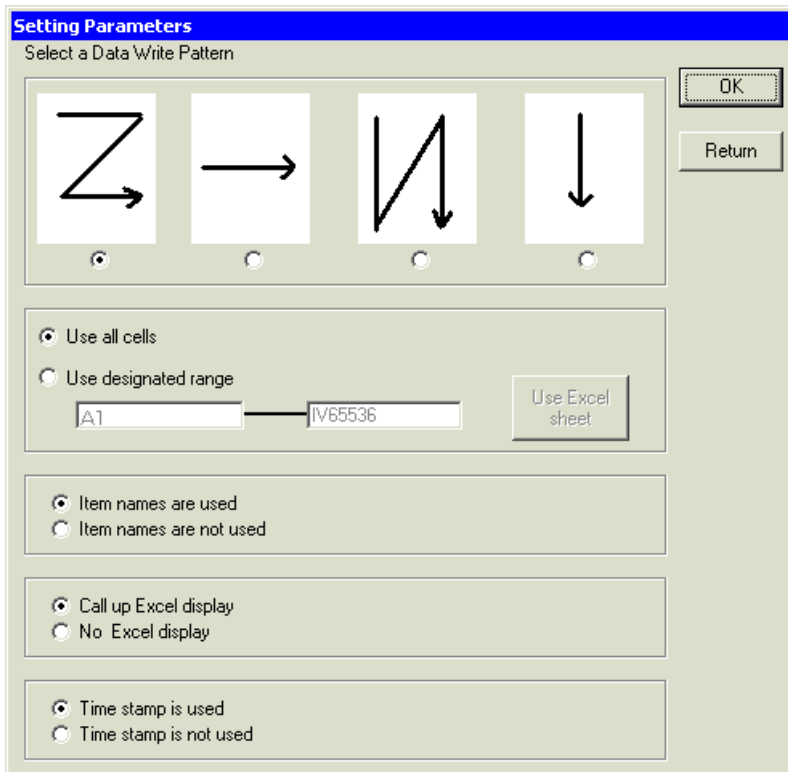 Setting Parameters
Select a Data Write Pattern
OK
Return
Use all cells
Use designated range
A1
IV65536
Use Excel
sheet
Item names are used
Item names are not used
Call up Excel display
No Excel display
Time stamp is used
Time stamp is not used